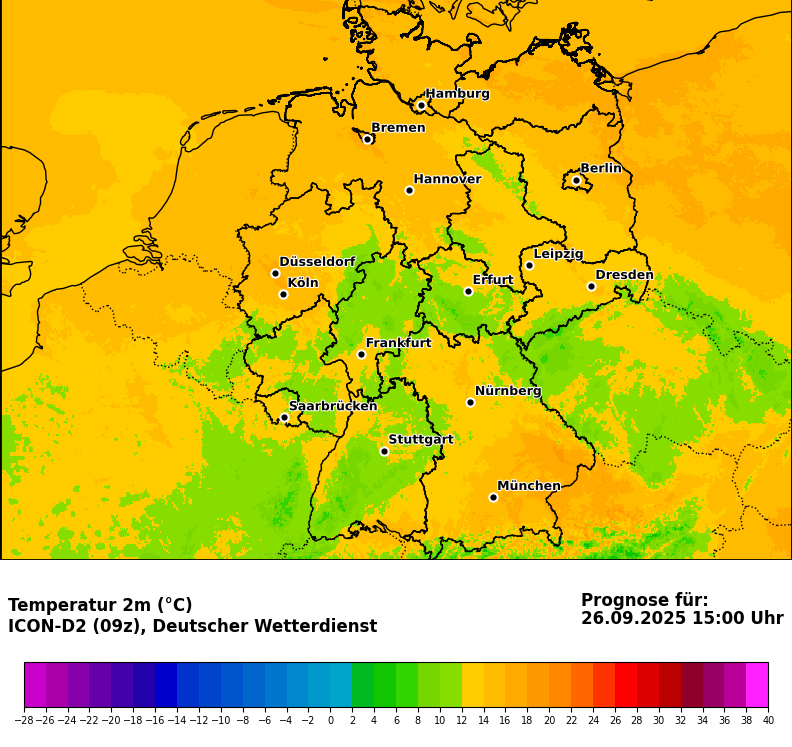 Hamburg
Bremen
Berlin
Hannover
Leipzig
Düsseldorf
Dresden
Köln
Erfurt
Frankfurt
Nürnberg
Saarbrücken
Stuttgart
München
Temperatur 2m (°C)
ICON-D2 (09z), Deutscher Wetterdienst
Prognose für:
26.09.2025 15:00 Uhr
−28 −26 −24 −22 −20 −18 −16 −14 −12 −10 −8 −6 −4 −2 0 2 4 6 8 10 12 14 16 18 20 22 24 26 28 30 32 34 36 38 40